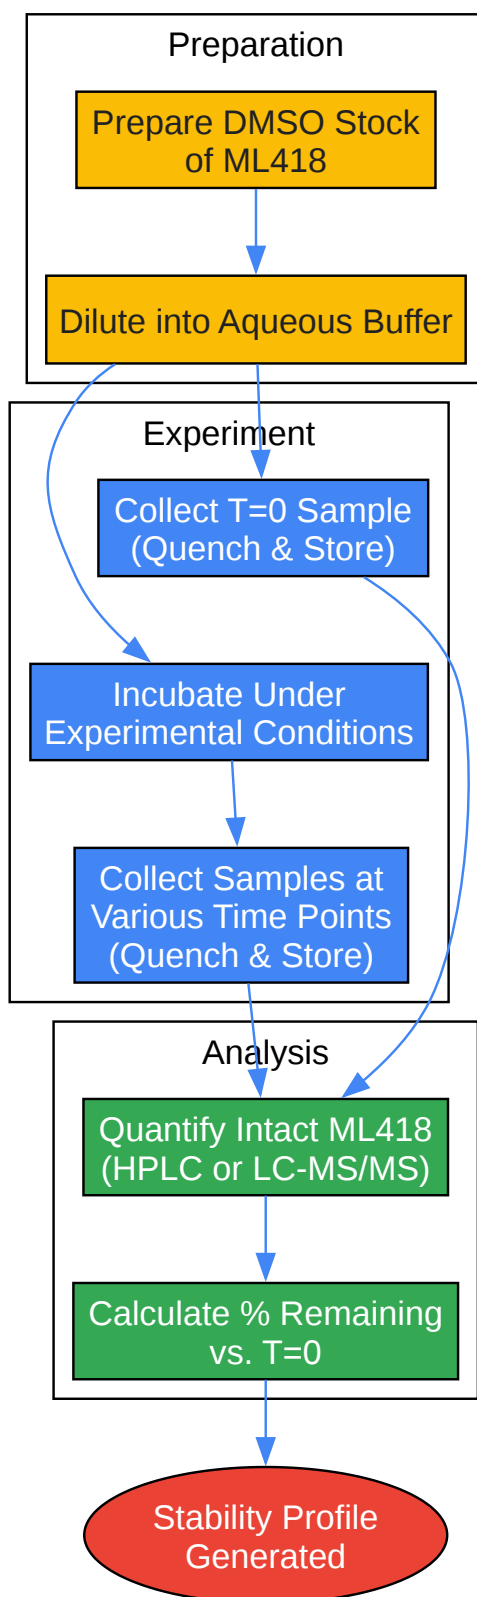 Preparation
Prepare DMSO Stock
of ML418
Dilute into Aqueous Buffer
Experiment
Collect T=0 Sample
(Quench & Store)
Incubate Under
Experimental Conditions
Collect Samples at
Various Time Points
(Quench & Store)
Analysis
Quantify Intact ML418
(HPLC or LC-MS/MS)
Calculate % Remaining
vs. T=0
Stability Profile
Generated